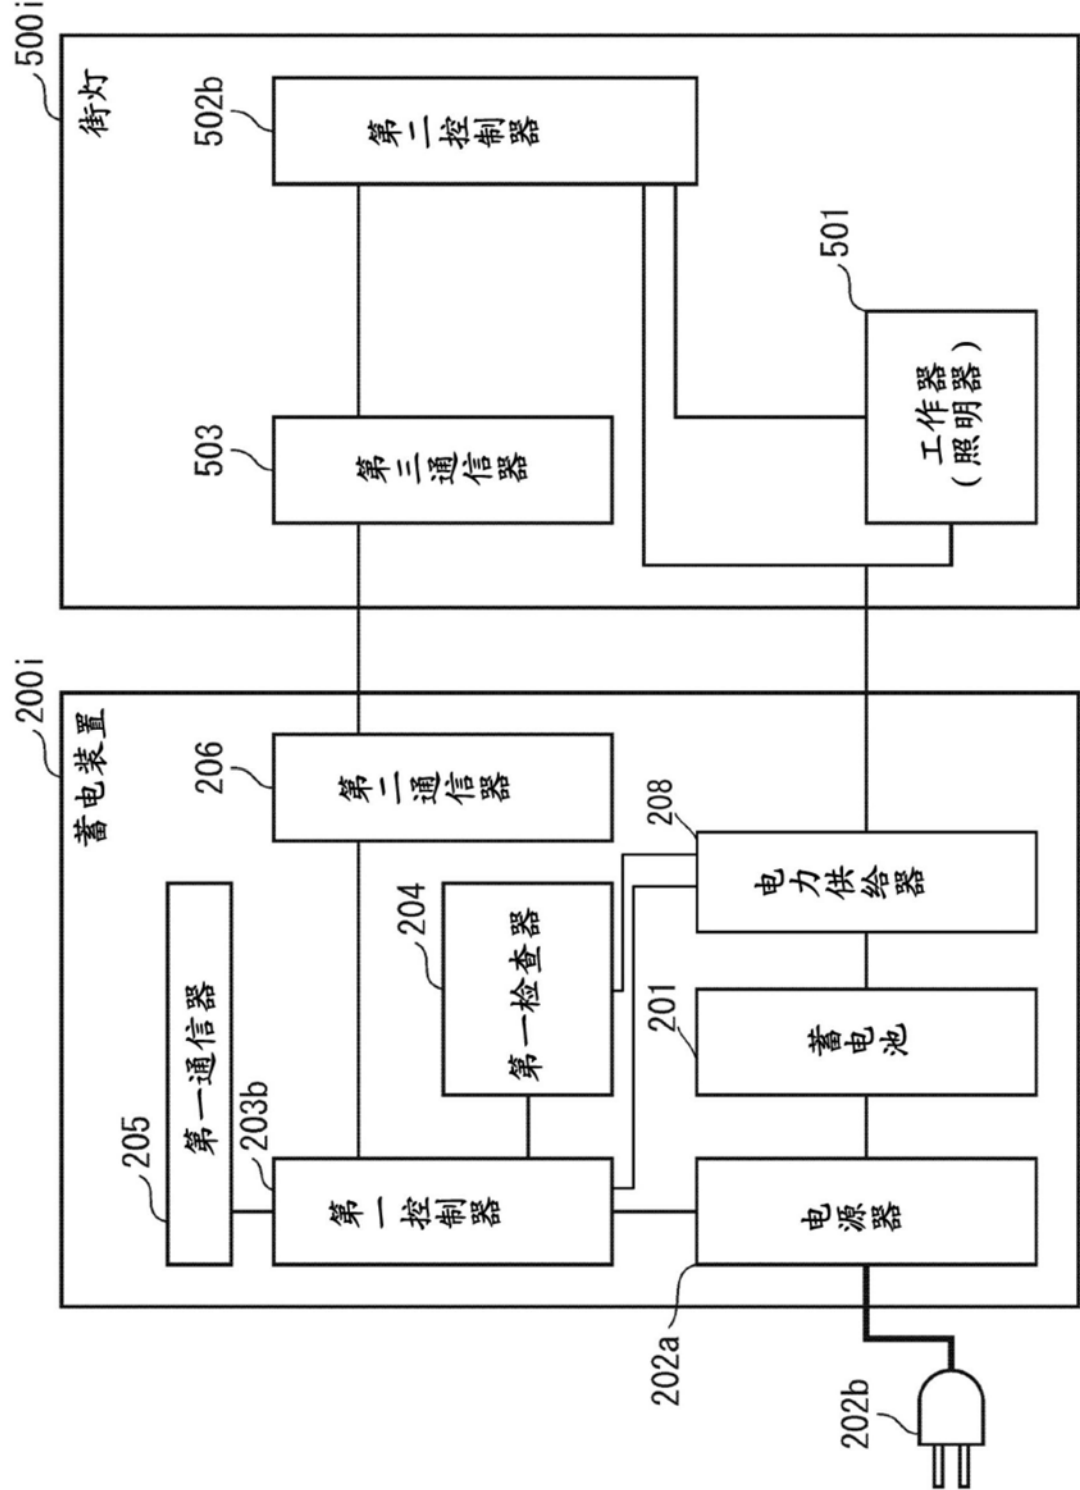 200i
蓄电装置
205
第一通信器
203b
第一控制器
204
第一检查器
206
第二通信器
202a
电源器
201
蓄电池
208
电力供给器
202b
500i
街灯
503
第三通信器
502b
第二控制器
501
工作器
(照明器)